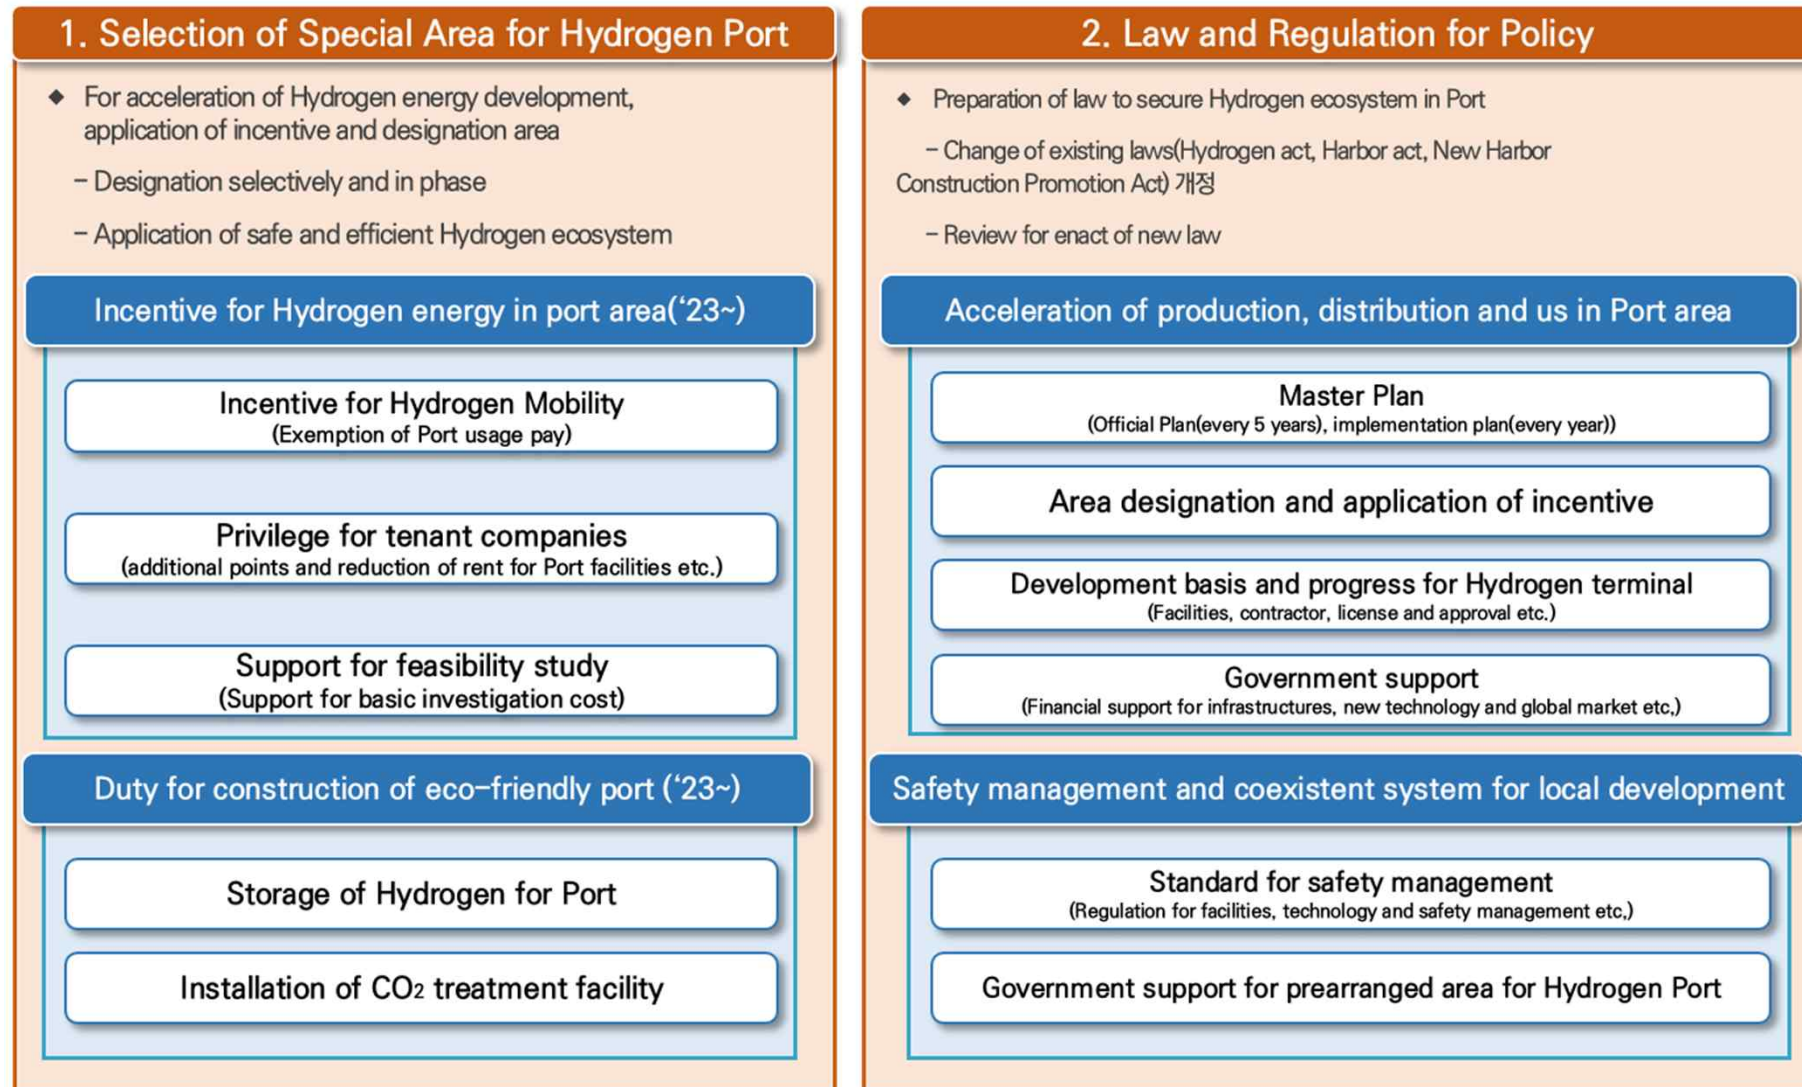 1. Selection of Special Area for Hydrogen Port
◆ For acceleration of Hydrogen energy development,
application of incentive and designation area
– Designation selectively and in phase
– Application of safe and efficient Hydrogen ecosystem
Incentive for Hydrogen energy in port area(‘23~)
Incentive for Hydrogen Mobility
(Exemption of Port usage pay)
Privilege for tenant companies
(additional points and reduction of rent for Port facilities etc.)
Support for feasibility study
(Support for basic investigation cost)
Duty for construction of eco-friendly port (‘23~)
Storage of Hydrogen for Port
Installation of CO₂ treatment facility
2. Law and Regulation for Policy
◆ Preparation of law to secure Hydrogen ecosystem in Port
– Change of existing laws(Hydrogen act, Harbor act, New Harbor
Construction Promotion Act) 개정
– Review for enact of new law
Acceleration of production, distribution and us in Port area
Master Plan
(Official Plan(every 5 years), implementation plan(every year))
Area designation and application of incentive
Development basis and progress for Hydrogen terminal
(Facilities, contractor, license and approval etc.)
Government support
(Financial support for infrastructures, new technology and global market etc,)
Safety management and coexistent system for local development
Standard for safety management
(Regulation for facilities, technology and safety management etc,)
Government support for prearranged area for Hydrogen Port